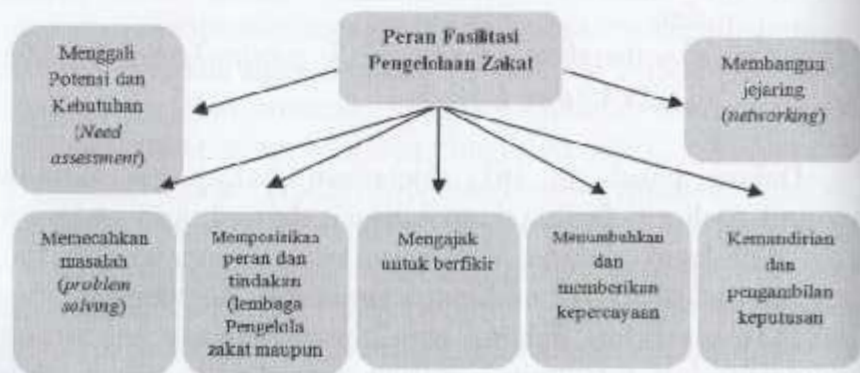 Peran Fasilitasi
Pengelolaan Zakat
Menggali
Potensi dan
Kebutuhan
(Need
assessment)
Membangun
jejaring
(networking)
Memecahkan
masalah
(problem
solving)
Memposisikan
peran dan
tindakan
(lembaga
Pengelola
zakat maupun
Mengajak
untuk berfikir
Menumbuhkan
dan
memberikan
kepercayaan
Kemandirian
dan
pengambilan
keputusan